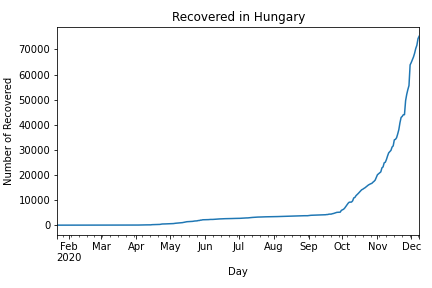 Recovered in Hungary
Number of Recovered
70000
60000
50000
40000
30000
20000
10000
0
Feb Mar Apr May Jun Jul Aug Sep Oct Nov Dec
2020
Day